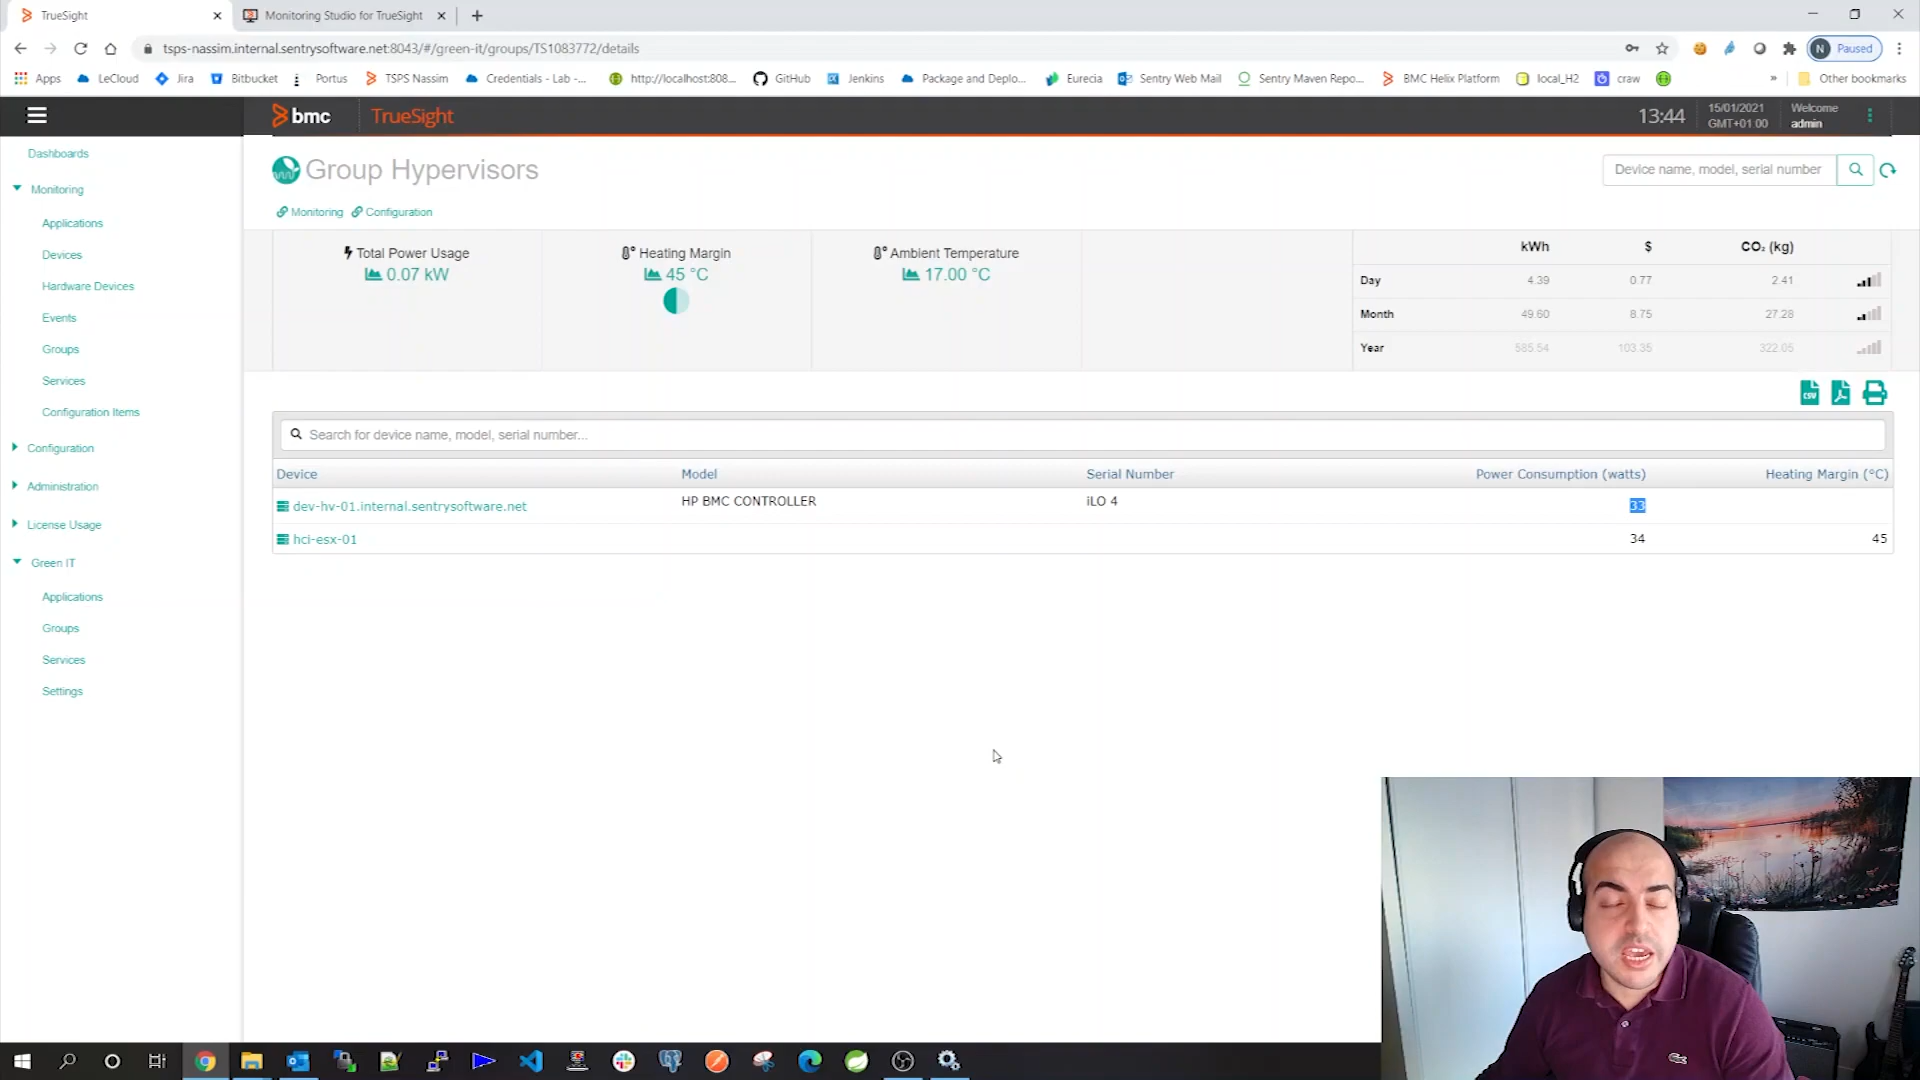 TrueSight
Monitoring Studio for TrueSight
tsps-nassim.internal.sentrysoftware.net:8043/#/green-it/groups/TS1083772/details
N Paused
Apps LeCloud Jira Bitbucket Portus TSPS Nassim Credentials - Lab -... http://localhost:808... GitHub Jenkins Package and Deplo... Eurecia Sentry Web Mail Sentry Maven Repo... BMC Helix Platform local_H2 craw » Other bookmarks
bmc TrueSight
13:44
15/01/2021
GMT+01:00
Welcome
admin
Dashboards
Monitoring
Applications
Devices
Hardware Devices
Events
Groups
Services
Configuration Items
Configuration
Administration
License Usage
Green IT
Applications
Groups
Services
Settings
Group Hypervisors
Device name, model, serial number
Monitoring Configuration
Total Power Usage
0.07 kW
Heating Margin
45 °C
Ambient Temperature
17.00 °C
kWh $ CO₂ (kg)
Day 4.39 0.77 2.41
Month 49.60 8.75 27.28
Year 585.54 103.35 322.05
CSV
Search for device name, model, serial number...
Device Model Serial Number Power Consumption (watts) Heating Margin (°C)
dev-hv-01.internal.sentrysoftware.net HP BMC CONTROLLER iLO 4 33
hci-esx-01 34 45